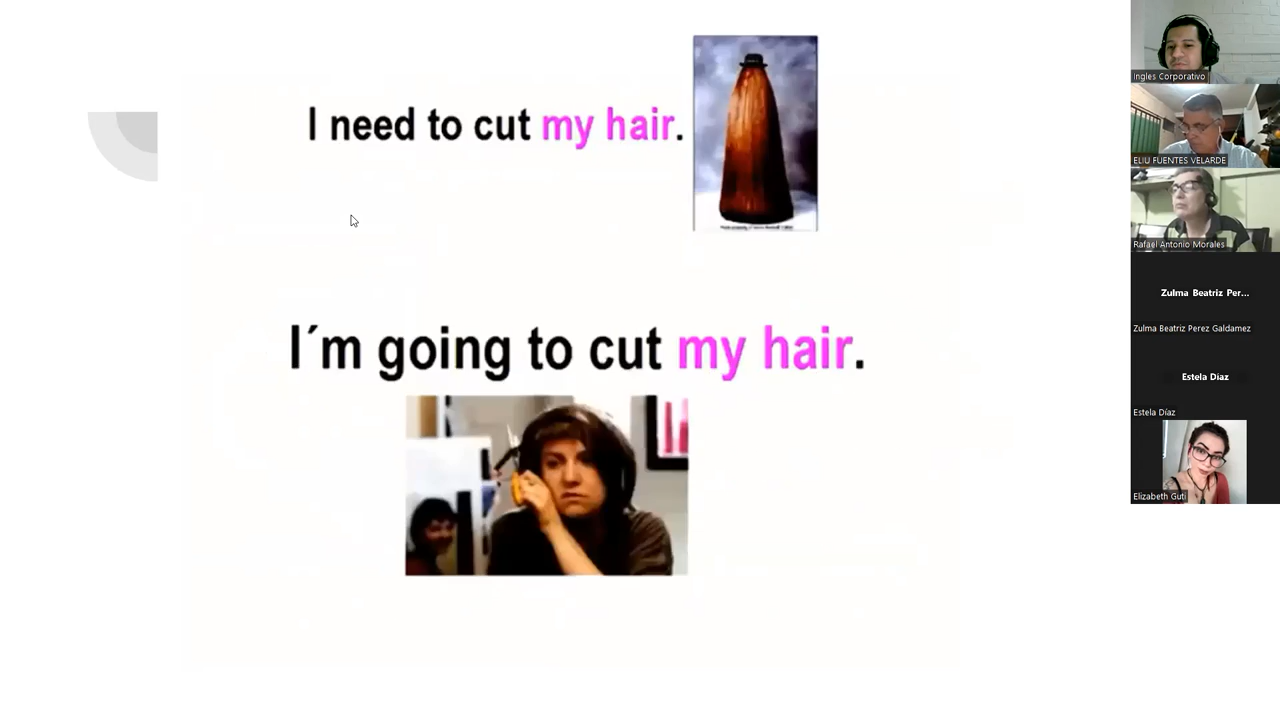 I need to cut my hair.
I´m going to cut my hair.
Ingles Corporativo
ELIU FUENTES VELARDE
Rafael Antonio Morales
Zulma Beatriz Per...
Zulma Beatriz Perez Galdamez
Estela Díaz
Estela Díaz
Elizabeth Guti